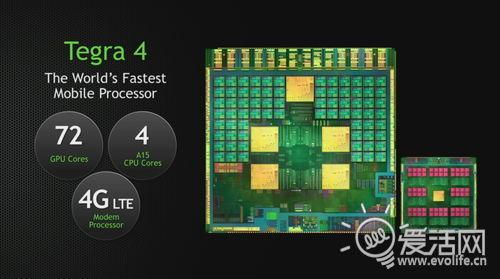 Tegra 4
The World's Fastest
Mobile Processor
72
GPU Cores
4
A15
CPU Cores
4G LTE
Modem
Processor
爱活网
www.evolife.cn